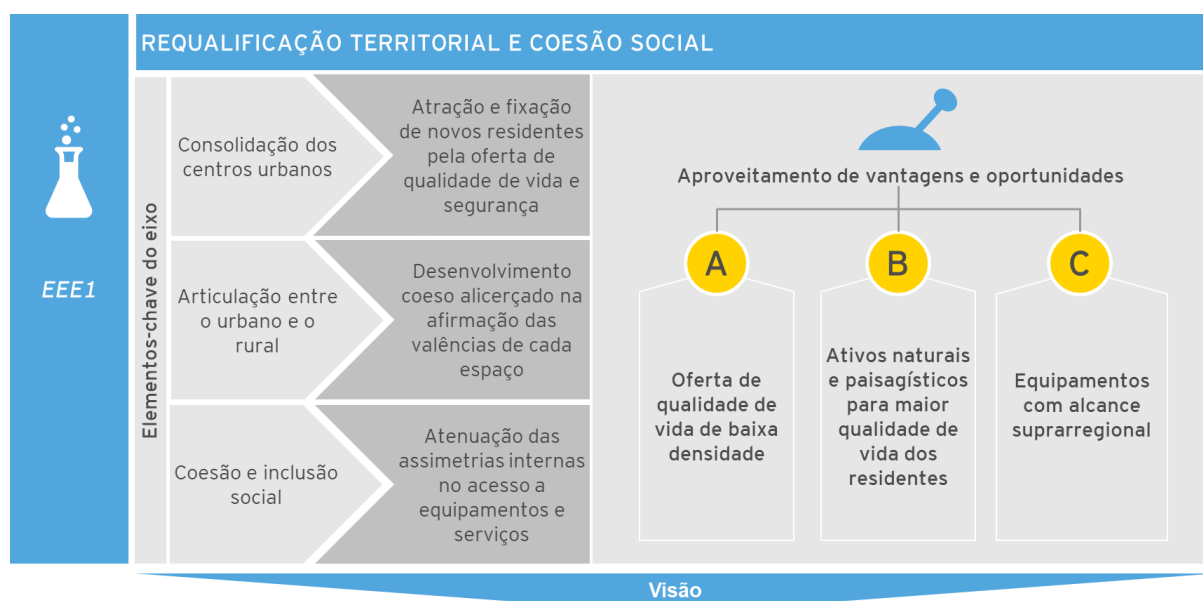 REQUALIFICAÇÃO TERRITORIAL E COESÃO SOCIAL
EEE1
Elementos-chave do eixo
Consolidação dos
centros urbanos
Atração e fixação
de novos residentes
pela oferta de
qualidade de vida e
segurança
Articulação entre
o urbano e o
rural
Desenvolvimento
coeso alicerçado na
afirmação das
valências de cada
espaço
Coesão e inclusão
social
Atenuação das
assimetrias internas
no acesso a
equipamentos e
serviços
Aproveitamento de vantagens e oportunidades
A
Oferta de
qualidade de
vida de baixa
densidade
B
Ativos naturais
e paisagísticos
para maior
qualidade de
vida dos
residentes
C
Equipamentos
com alcance
suprarregional
Visão